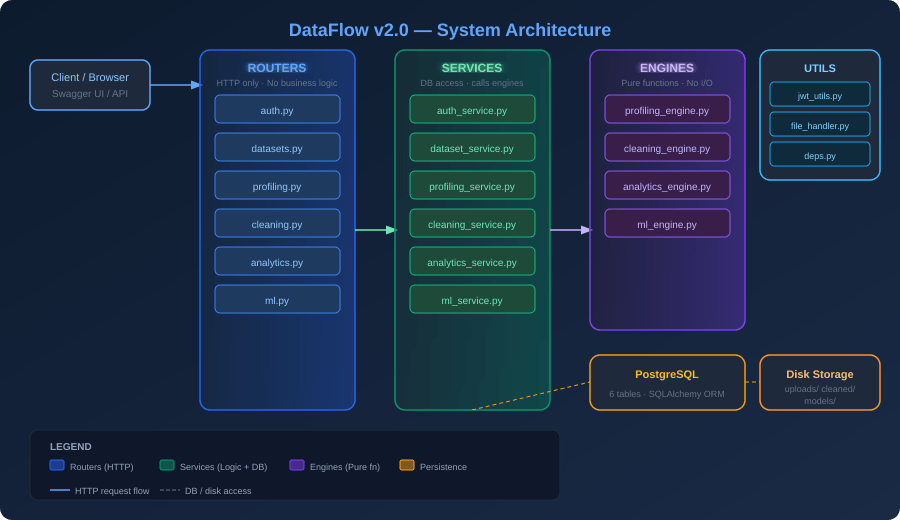 DataFlow v2.0 — System Architecture
Client / Browser
Swagger UI / API
ROUTERS
HTTP only · No business logic
auth.py
datasets.py
profiling.py
cleaning.py
analytics.py
ml.py
SERVICES
DB access · calls engines
auth_service.py
dataset_service.py
profiling_service.py
cleaning_service.py
analytics_service.py
ml_service.py
ENGINES
Pure functions · No I/O
profiling_engine.py
cleaning_engine.py
analytics_engine.py
ml_engine.py
UTILS
jwt_utils.py
file_handler.py
deps.py
PostgreSQL
6 tables · SQLAlchemy ORM
Disk Storage
uploads/ cleaned/
models/
LEGEND
Routers (HTTP)
Services (Logic + DB)
Engines (Pure fn)
Persistence
HTTP request flow
DB / disk access